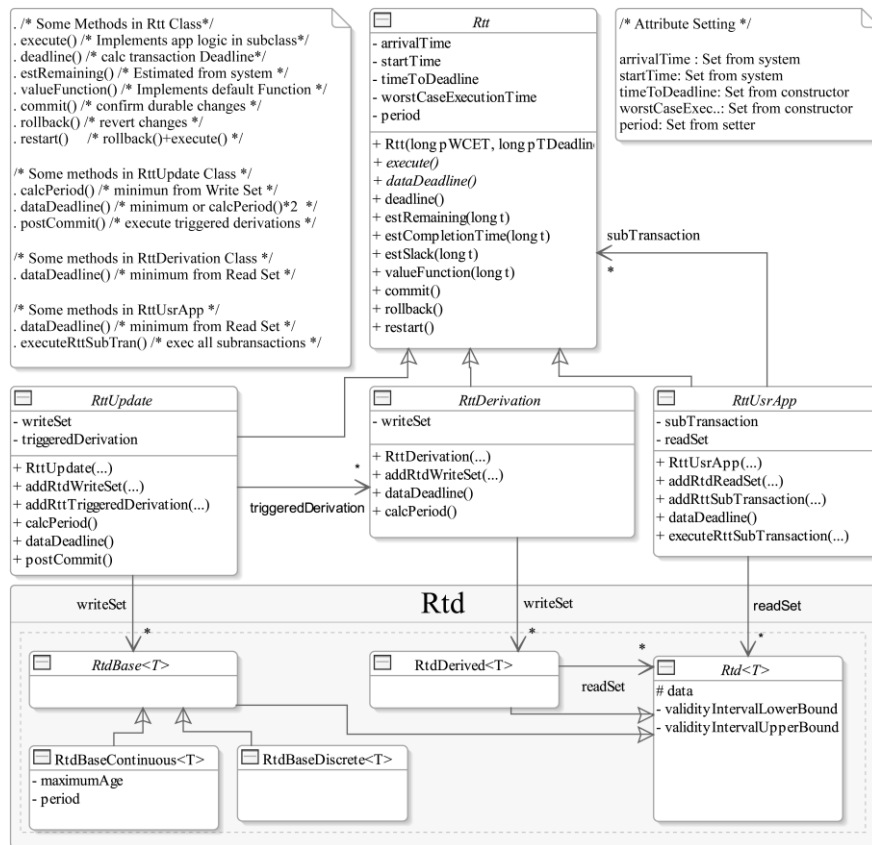 . /* Some Methods in Rtt Class*/
. execute() /* Implements app logic in subclass*/
. deadline() /* calc transaction Deadline*/
. estRemaining() /* Estimated from system */
. valueFunction() /* Implements default Function */
. commit() /* confirm durable changes */
. rollback() /* revert changes */
. restart() /* rollback()+execute() */
/* Some methods in RttUpdate Class */
. calcPeriod() /* minimun from Write Set */
. dataDeadline() /* minimum or calcPeriod()*2 */
. postCommit() /* execute triggered derivations */
/* Some methods in RttDerivation Class */
. dataDeadline() /* minimum from Read Set */
/* Some methods in RttUsrApp */
. dataDeadline() /* minimum from Read Set */
. executeRttSubTran() /* exec all subransactions */
Rtt
- arrivalTime
- startTime
- timeToDeadline
- worstCaseExecutionTime
- period
+ Rtt(long pWCET, long pTDeadlin
+ execute()
+ dataDeadline()
+ deadline()
+ estRemaining(long t)
+ estCompletionTime(long t)
+ estSlack(long t)
+ valueFunction(long t)
+ commit()
+ rollback()
+ restart()
/* Attribute Setting */
arrivalTime : Set from system
startTime: Set from system
timeToDeadline: Set from constructor
worstCaseExec..: Set from constructor
period: Set from setter
subTransaction
*
RttUpdate
- writeSet
- triggeredDerivation
+ RttUpdate(...)
+ addRtdWriteSet(...)
+ addRttTriggeredDerivation(...)
+ calcPeriod()
+ dataDeadline()
+ postCommit()
*
triggeredDerivation
RttDerivation
- writeSet
+ RttDerivation(...)
+ addRtdWriteSet(...)
+ dataDeadline()
+ calcPeriod()
RttUsrApp
- subTransaction
- readSet
+ RttUsrApp(...)
+ addRtdReadSet(...)
+ addRttSubTransaction(...)
+ dataDeadline()
+ executeRttSubTransaction(...)
Rtd
writeSet
*
writeSet
*
readSet
*
RtdBase<T>
RtdDerived<T>
*
readSet
Rtd<T>
# data
- validityIntervalLowerBound
- validityIntervalUpperBound
RtdBaseContinuous<T>
- maximumAge
- period
RtdBaseDiscrete<T>